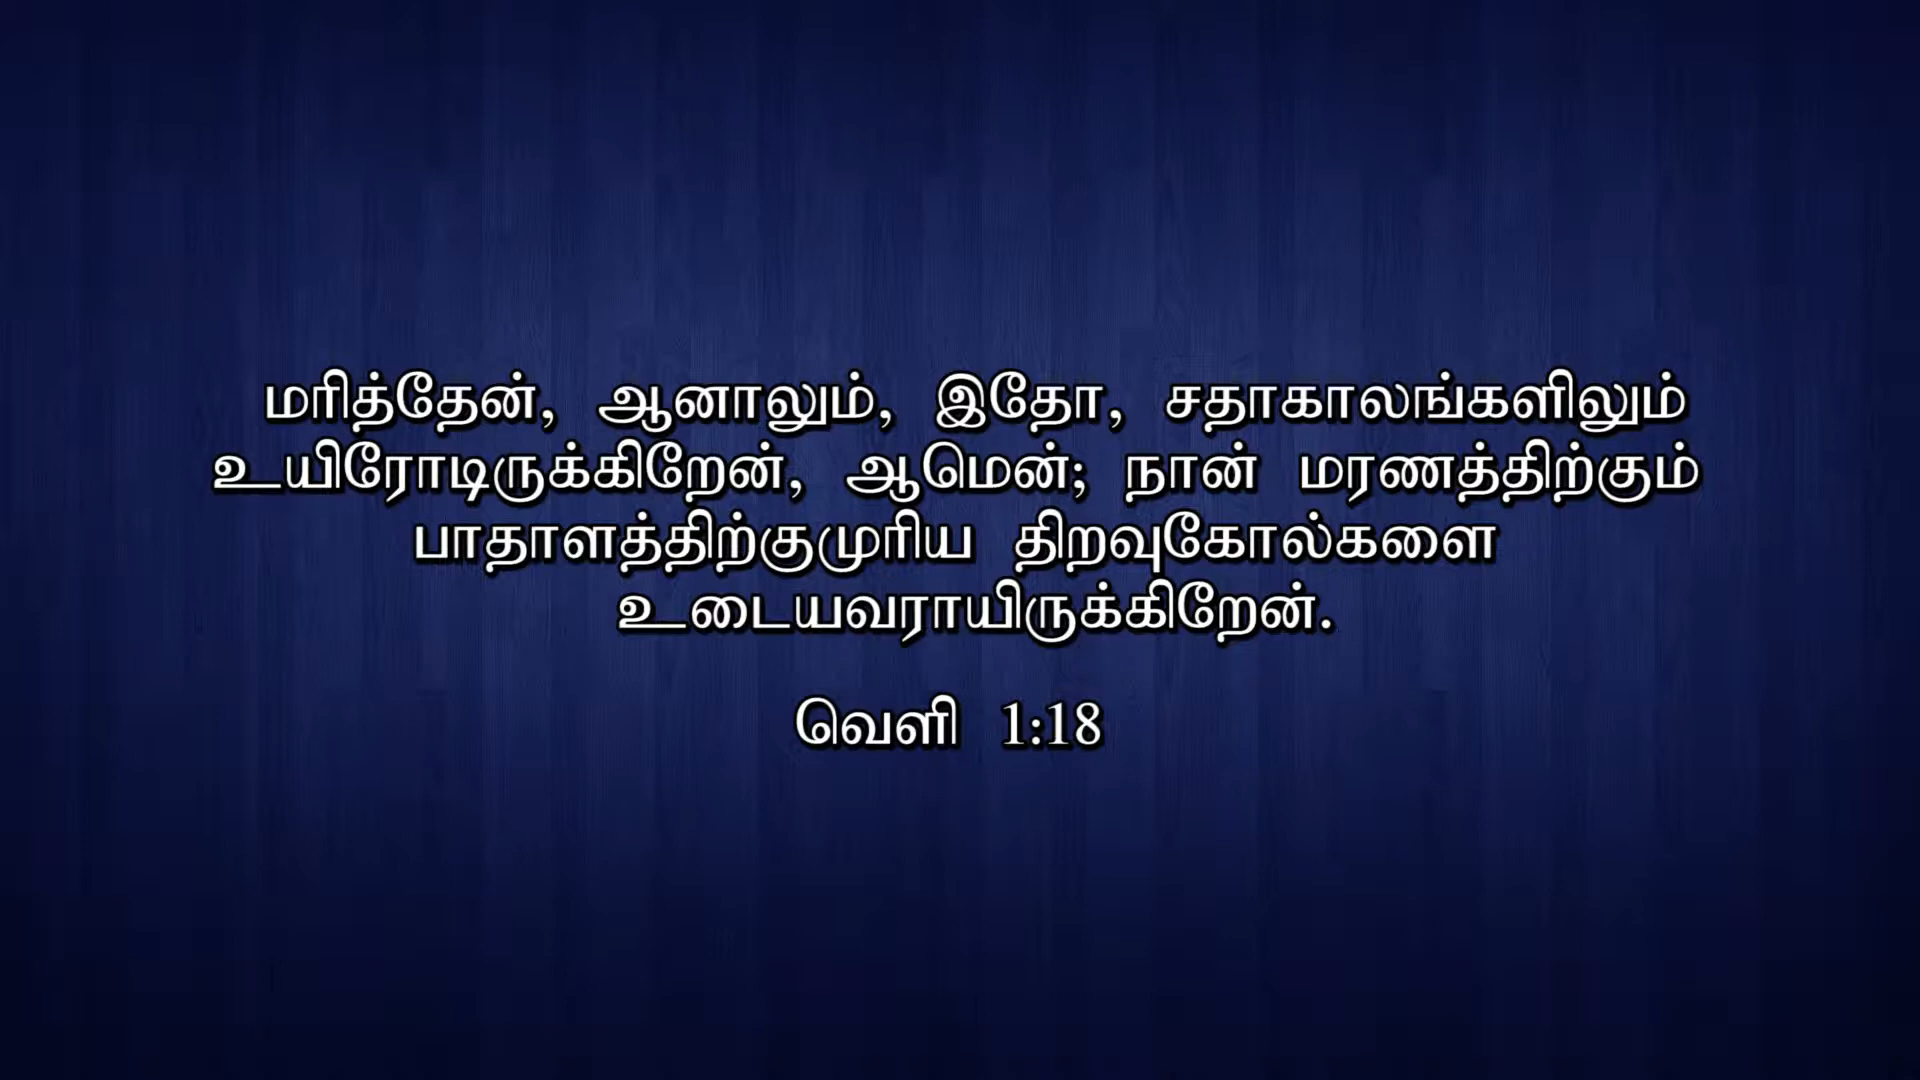 மரித்தேன், ஆனாலும், இதோ, சதாகாலங்களிலும்
உயிரோடிருக்கிறேன், ஆமென்; நான் மரணத்திற்கும்
பாதாளத்திற்குமுரிய திறவுகோல்களை
உடையவராயிருக்கிறேன்.
வெளி 1:18